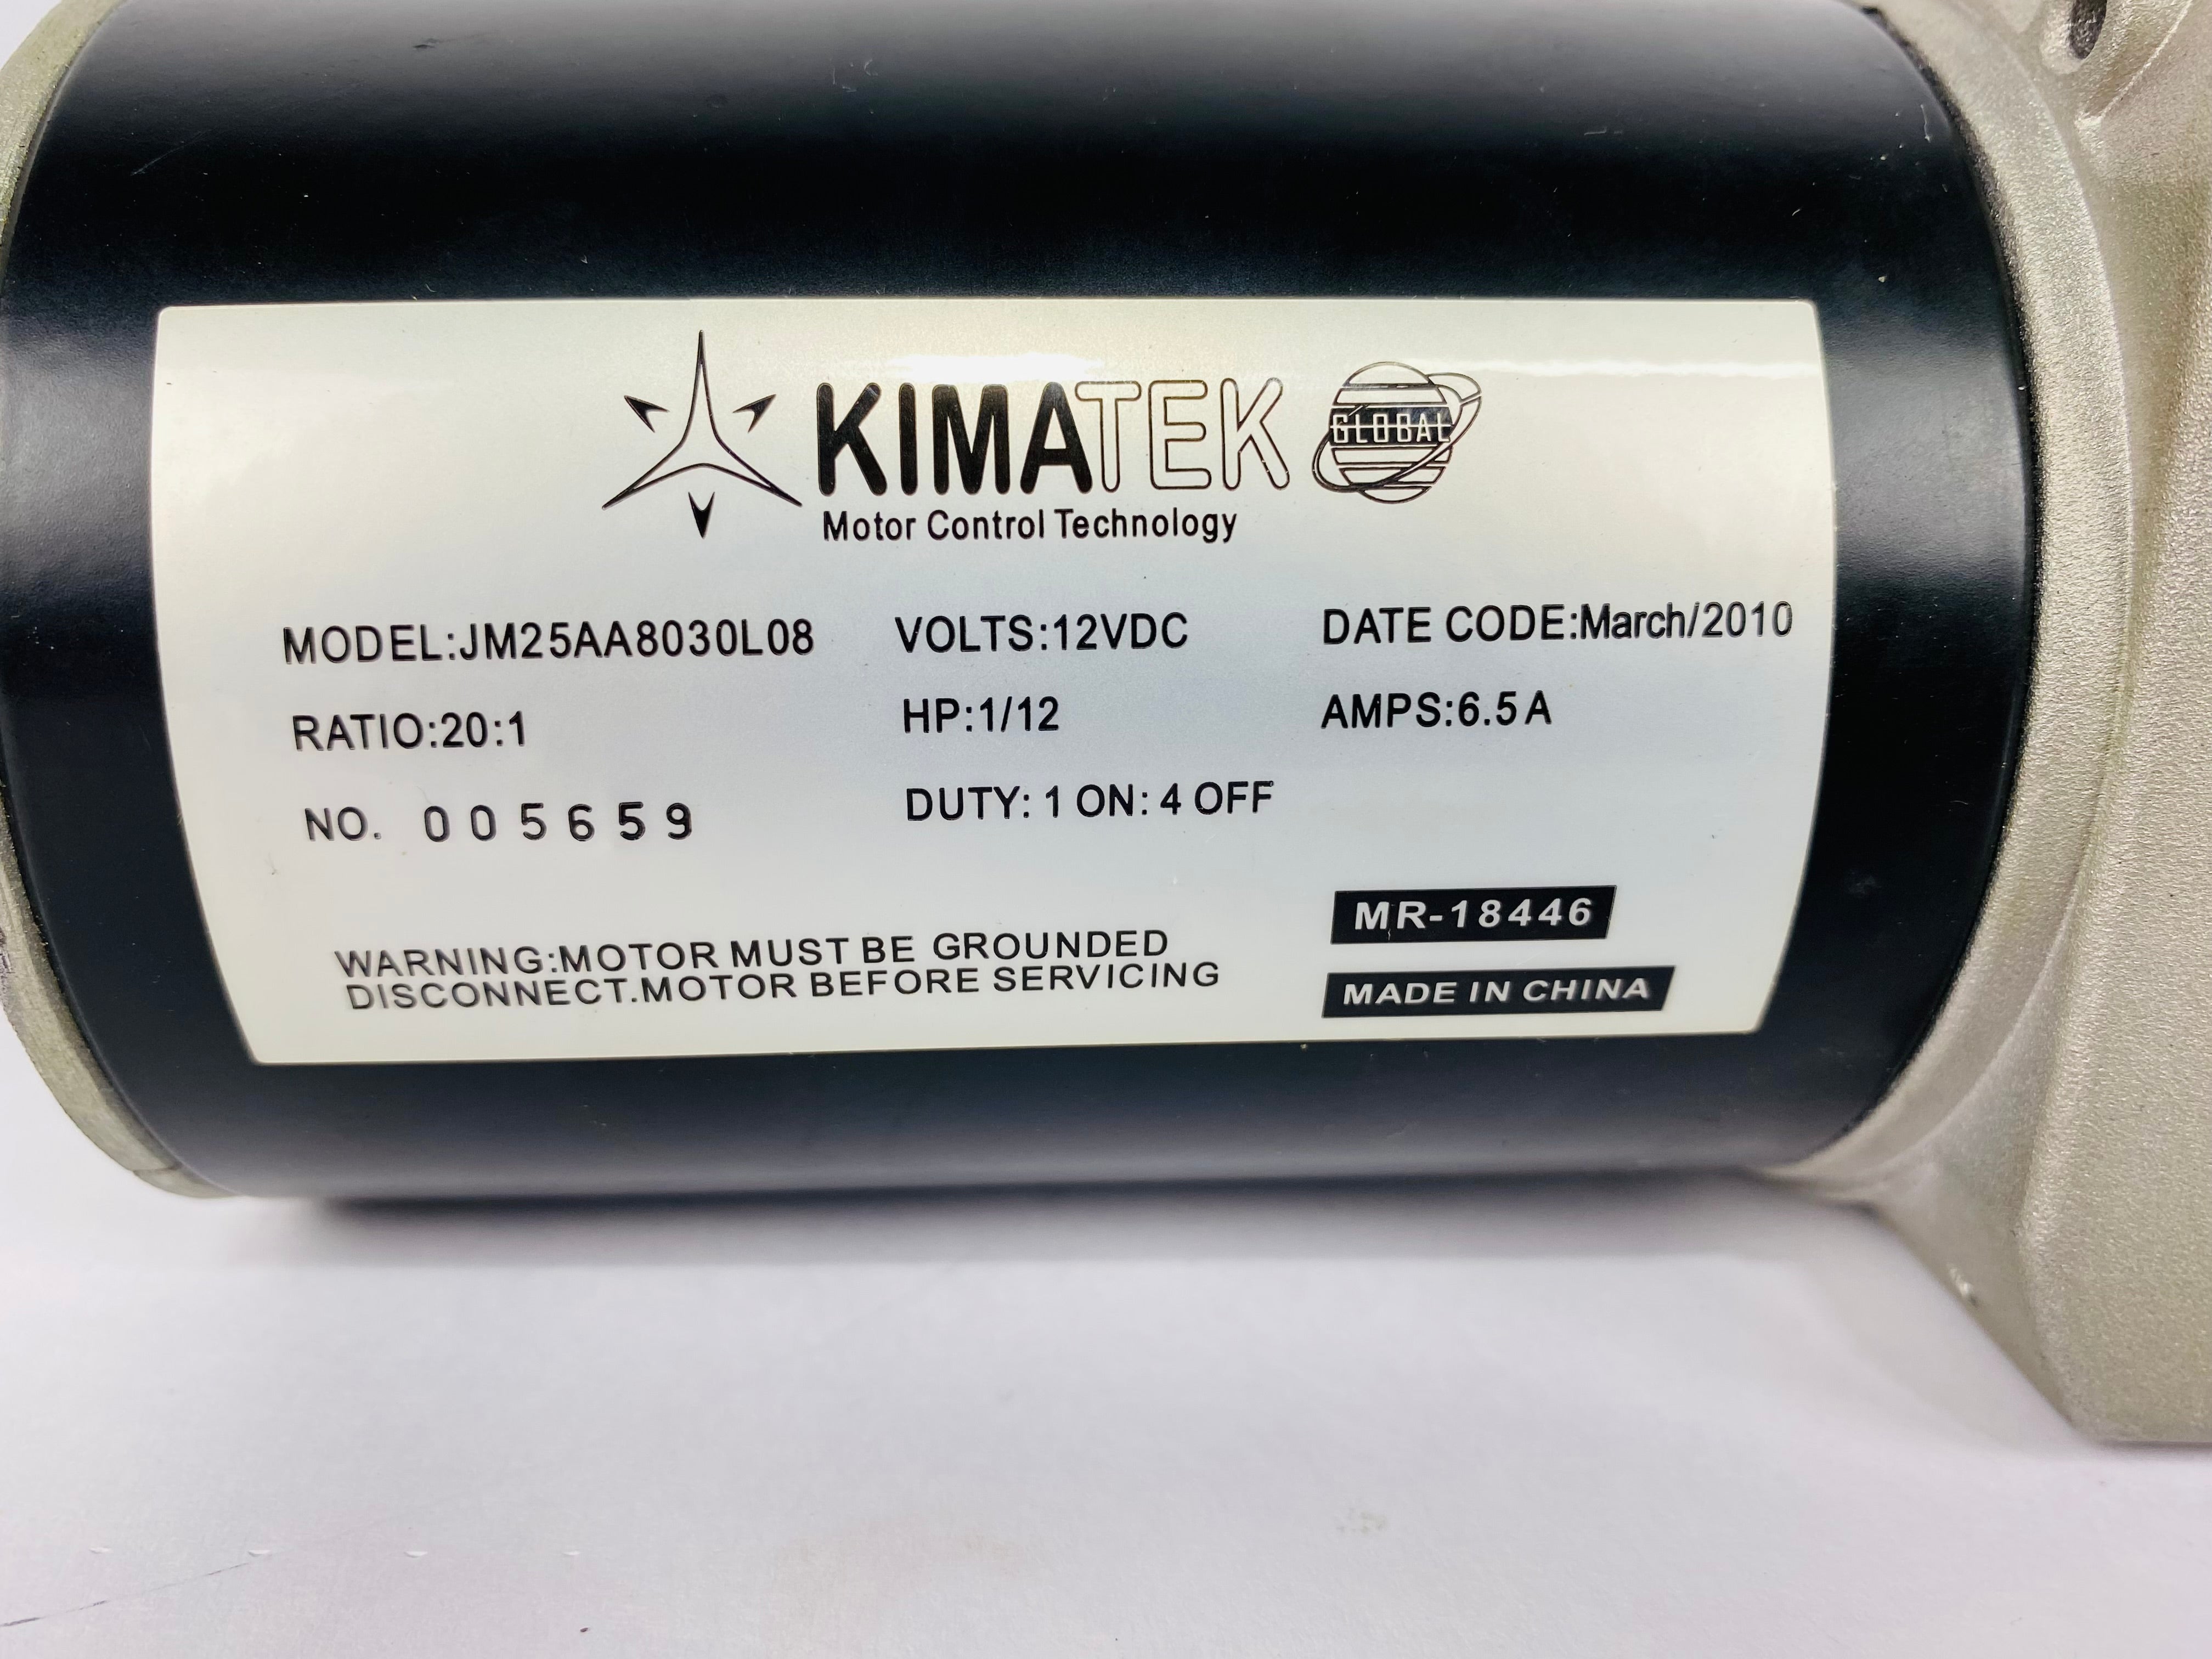 KIMATEK GLOBAL
Motor Control Technology
MODEL:JM25AA8030L08 VOLTS:12VDC DATE CODE:March/2010
RATIO:20:1 HP:1/12 AMPS:6.5A
NO. 005659 DUTY: 1 ON: 4 OFF
MR-18446
WARNING:MOTOR MUST BE GROUNDED
DISCONNECT.MOTOR BEFORE SERVICING
MADE IN CHINA